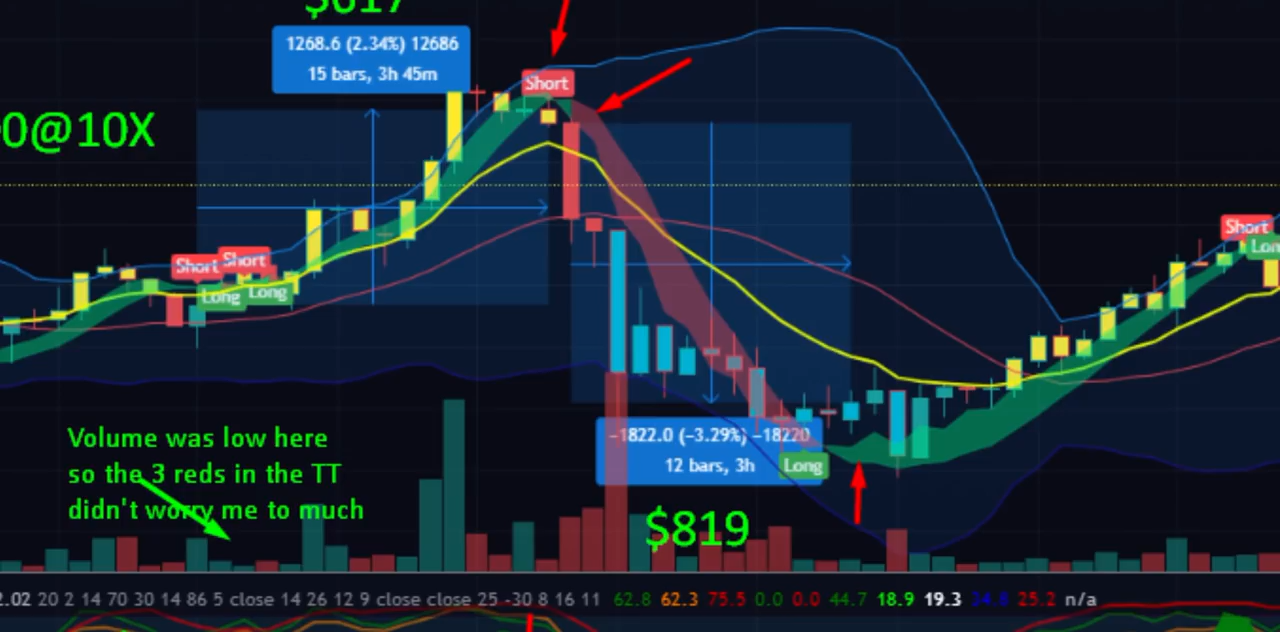 $617
1268.6 (2.34%) 12686
15 bars, 3h 45m
Short
0@10X
Short
Short
Long
Long
Short
Long
Volume was low here
so the 3 reds in the TT
didn't worry me to much
−1822.0 (−3.29%) −18220
12 bars, 3h
Long
$819
2.02 20 2 14 70 30 14 86 5 close 14 26 12 9 close close 25 -30 8 16 11 62.8 62.3 75.5 0.0 0.0 44.7 18.9 19.3 34.8 25.2 n/a